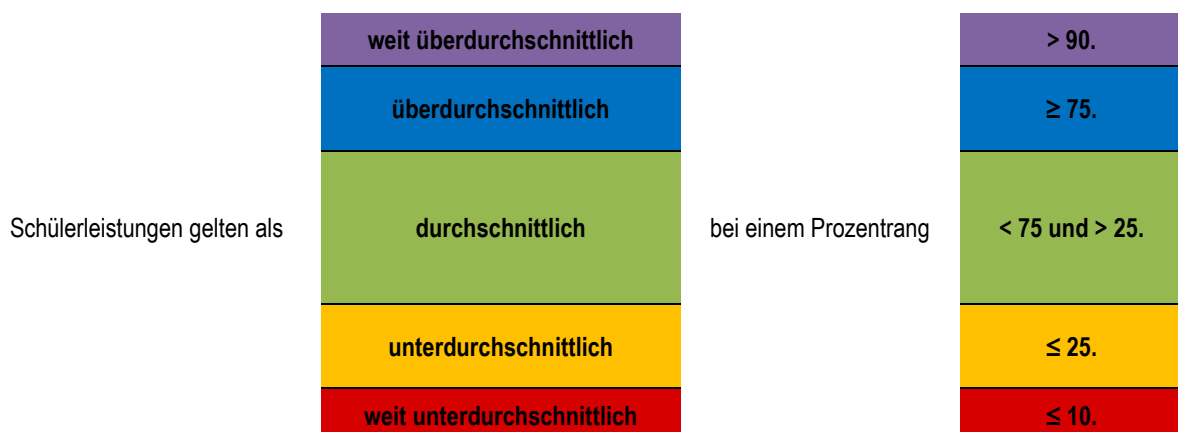 weit überdurchschnittlich > 90.
überdurchschnittlich ≥ 75.
Schülerleistungen gelten als durchschnittlich bei einem Prozentrang < 75 und > 25.
unterdurchschnittlich ≤ 25.
weit unterdurchschnittlich ≤ 10.